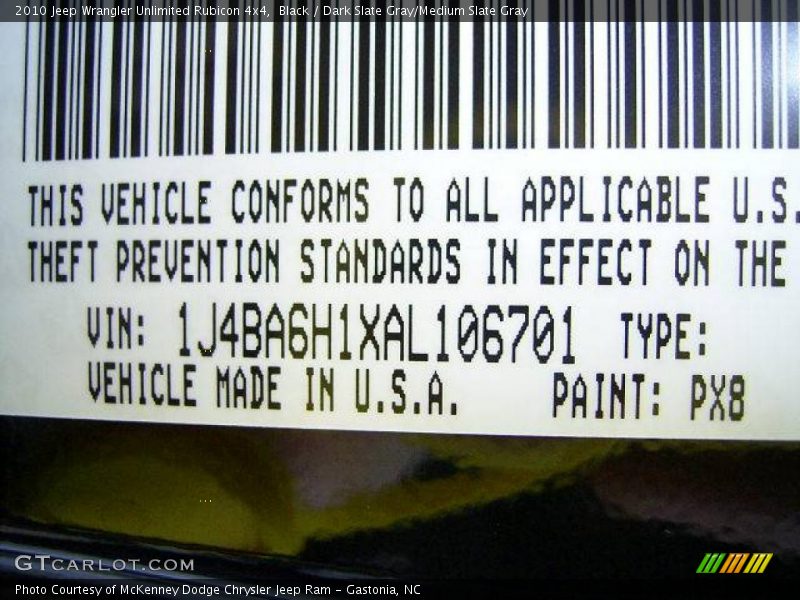 2010 Jeep Wrangler Unlimited Rubicon 4x4, Black / Dark Slate Gray/Medium Slate Gray
THIS VEHICLE CONFORMS TO ALL APPLICABLE U.S.
THEFT PREVENTION STANDARDS IN EFFECT ON THE
VIN: 1J4BA6H1XAL106701 TYPE:
VEHICLE MADE IN U.S.A. PAINT: PX8
GTCARLOT.COM
Photo Courtesy of McKenney Dodge Chrysler Jeep Ram - Gastonia, NC